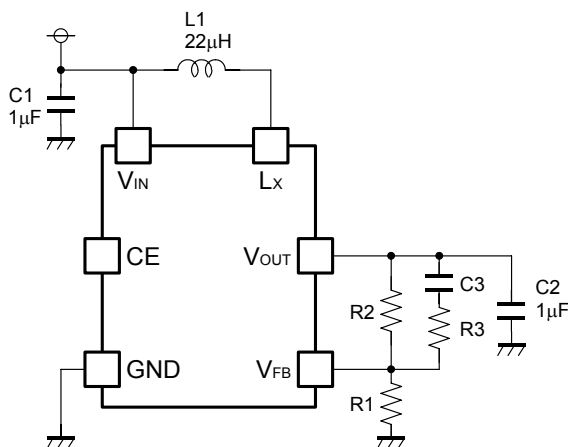 L1
22μH
C1
1μF
VIN
LX
CE
VOUT
C3
C2
1μF
R2
R3
GND
VFB
R1